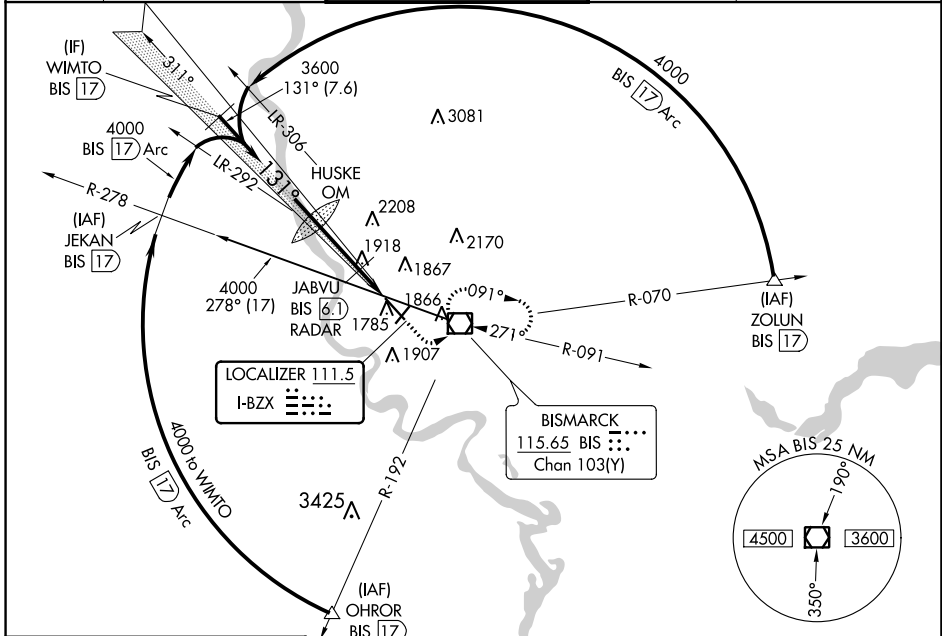 (IF)
WIMTO
BIS 17
311°
3600
131° (7.6)
4000
BIS 17 Arc
3081
4000
BIS 17 Arc
LR-306
LR-292
131°
HUSKE
OM
R-278
(IAF)
JEKAN
BIS 17
2208
1918
2170
1867
4000
278° (17)
JABVU
BIS 6.1
RADAR
1866
1785
1907
091°
271°
R-070
R-091
(IAF)
ZOLUN
BIS 17
LOCALIZER 111.5
I-BZX
BISMARCK
115.65 BIS
Chan 103(Y)
4000 to WIMTO
BIS 17 Arc
R-192
3425
(IAF)
OHROR
BIS 17
MSA BIS 25 NM
190°
4500
3600
350°